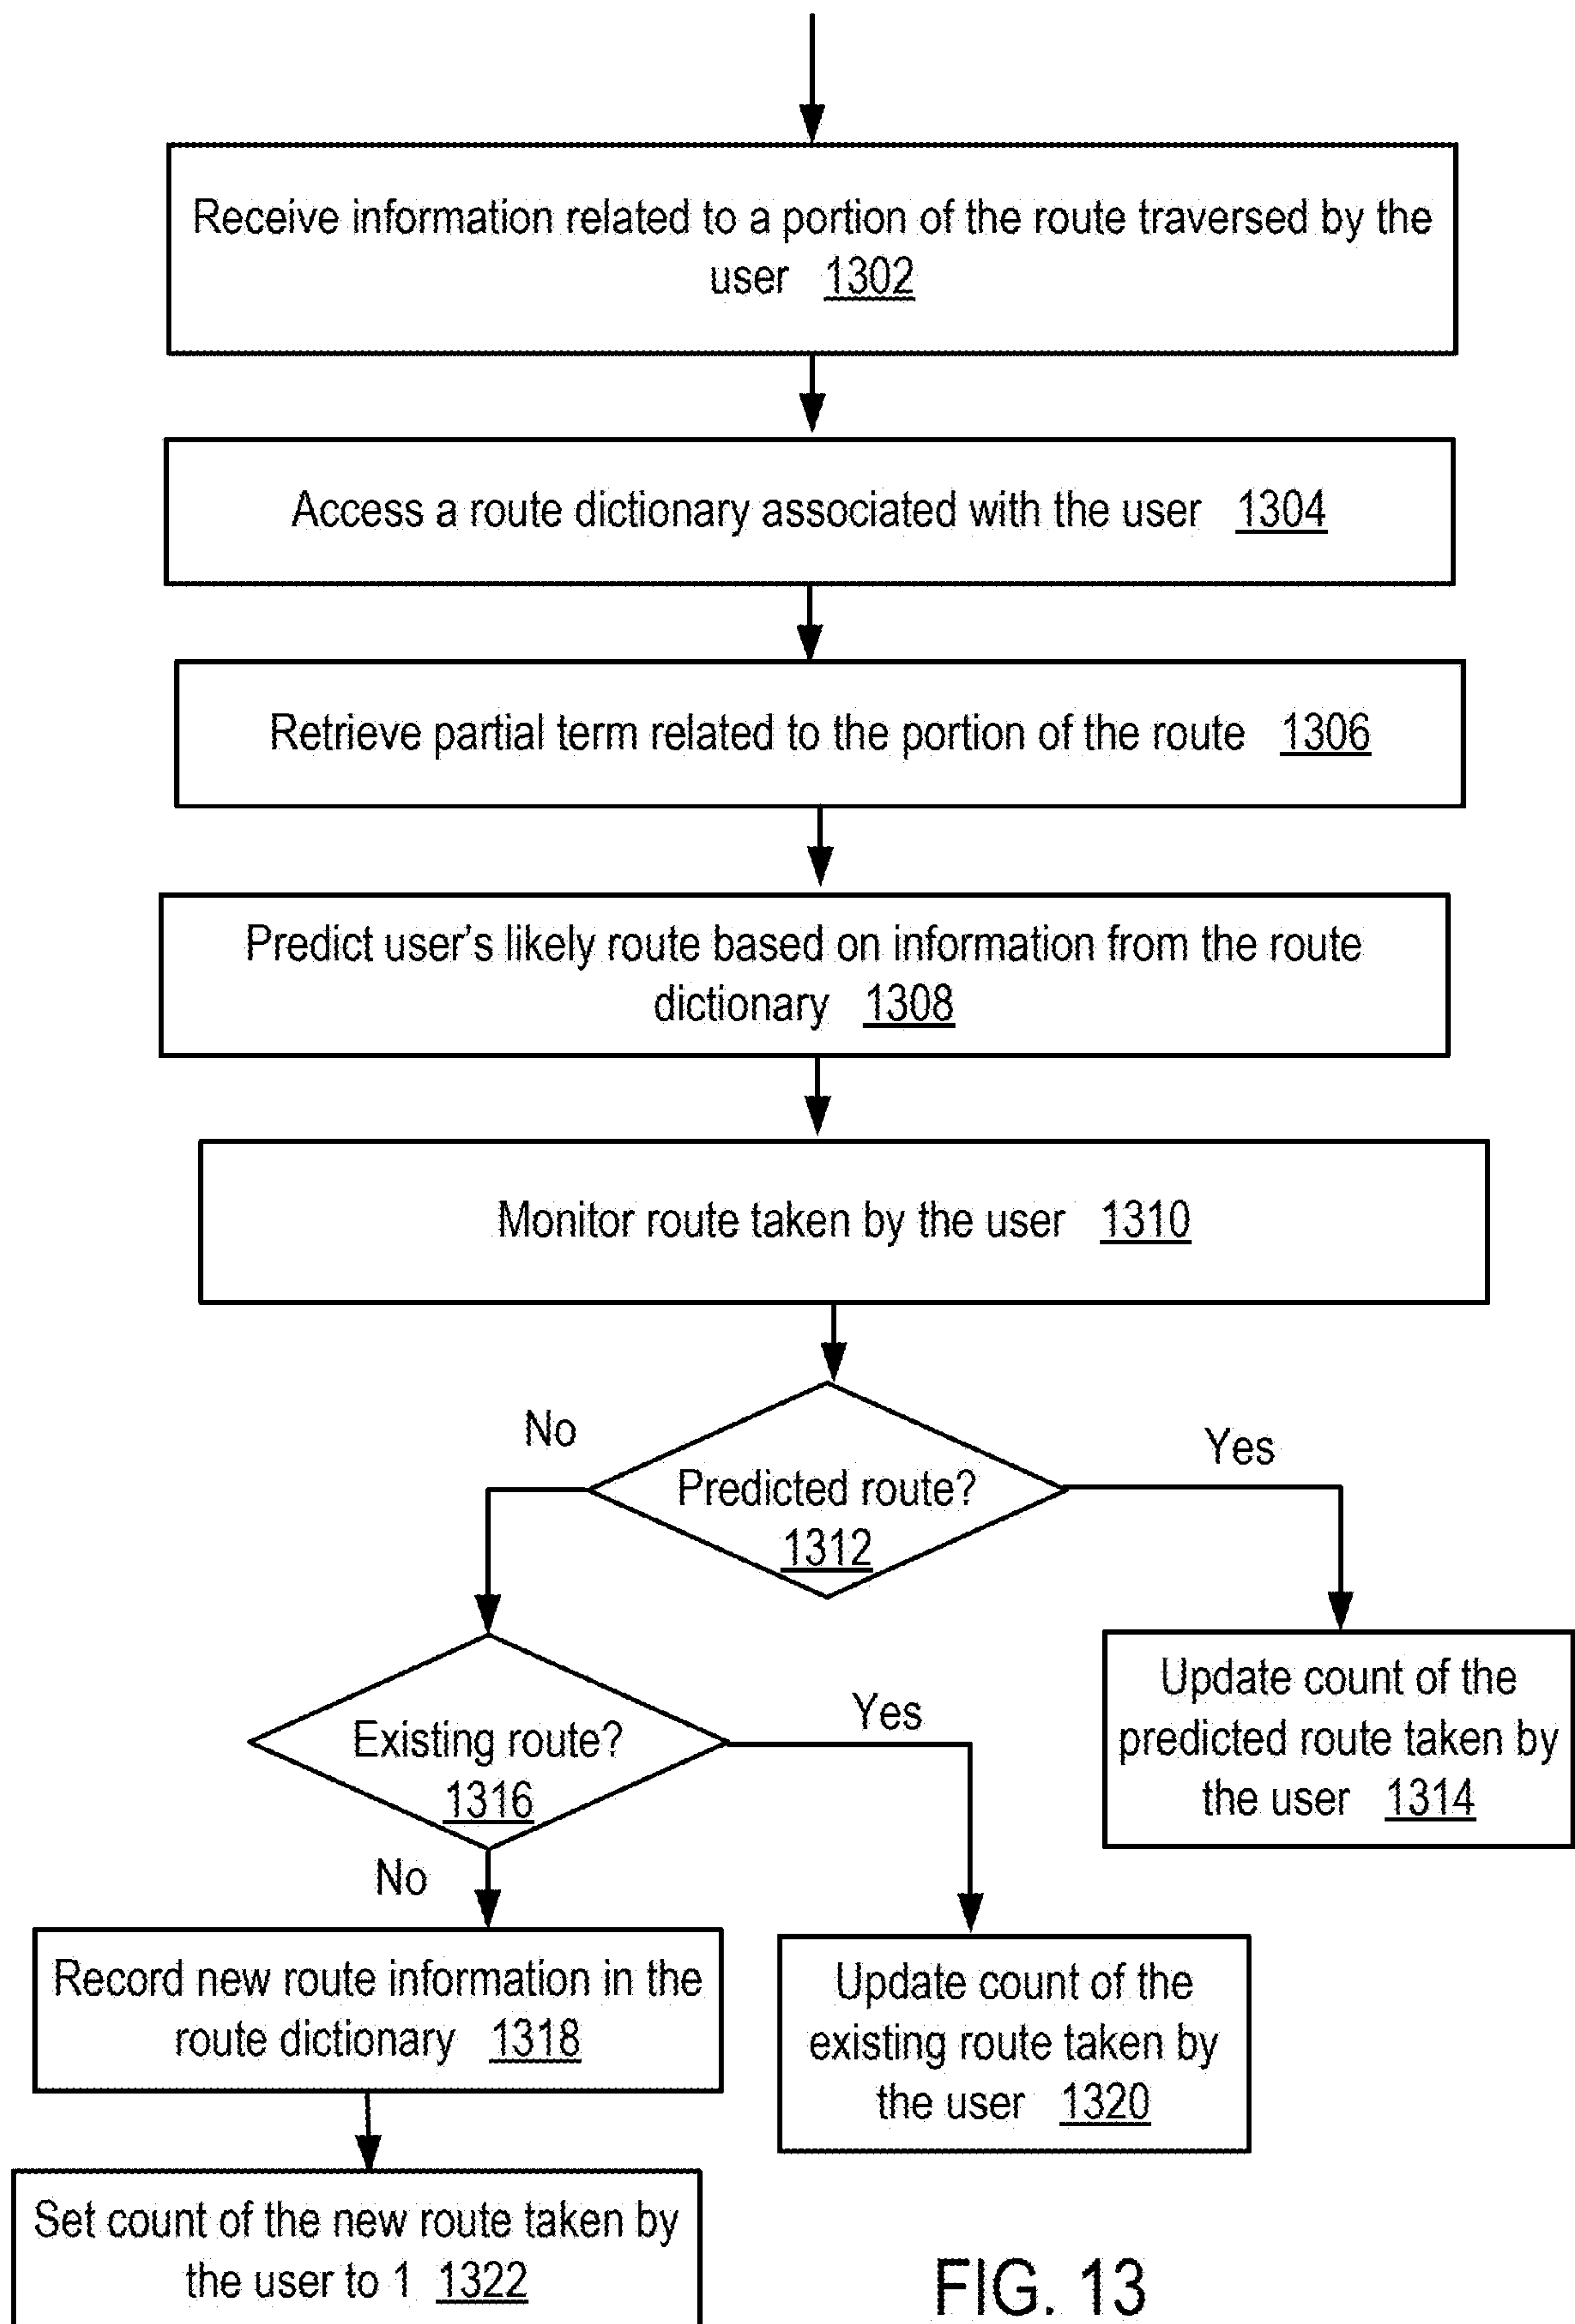 Receive information related to a portion of the route traversed by the
user 1302
Access a route dictionary associated with the user 1304
Retrieve partial term related to the portion of the route 1306
Predict user's likely route based on information from the route
dictionary 1308
Monitor route taken by the user 1310
No
Yes
Predicted route?
1312
Update count of the
predicted route taken by
the user 1314
Yes
Existing route?
1316
No
Record new route information in the
route dictionary 1318
Update count of the
existing route taken by
the user 1320
Set count of the new route taken by
the user to 1 1322
FIG. 13